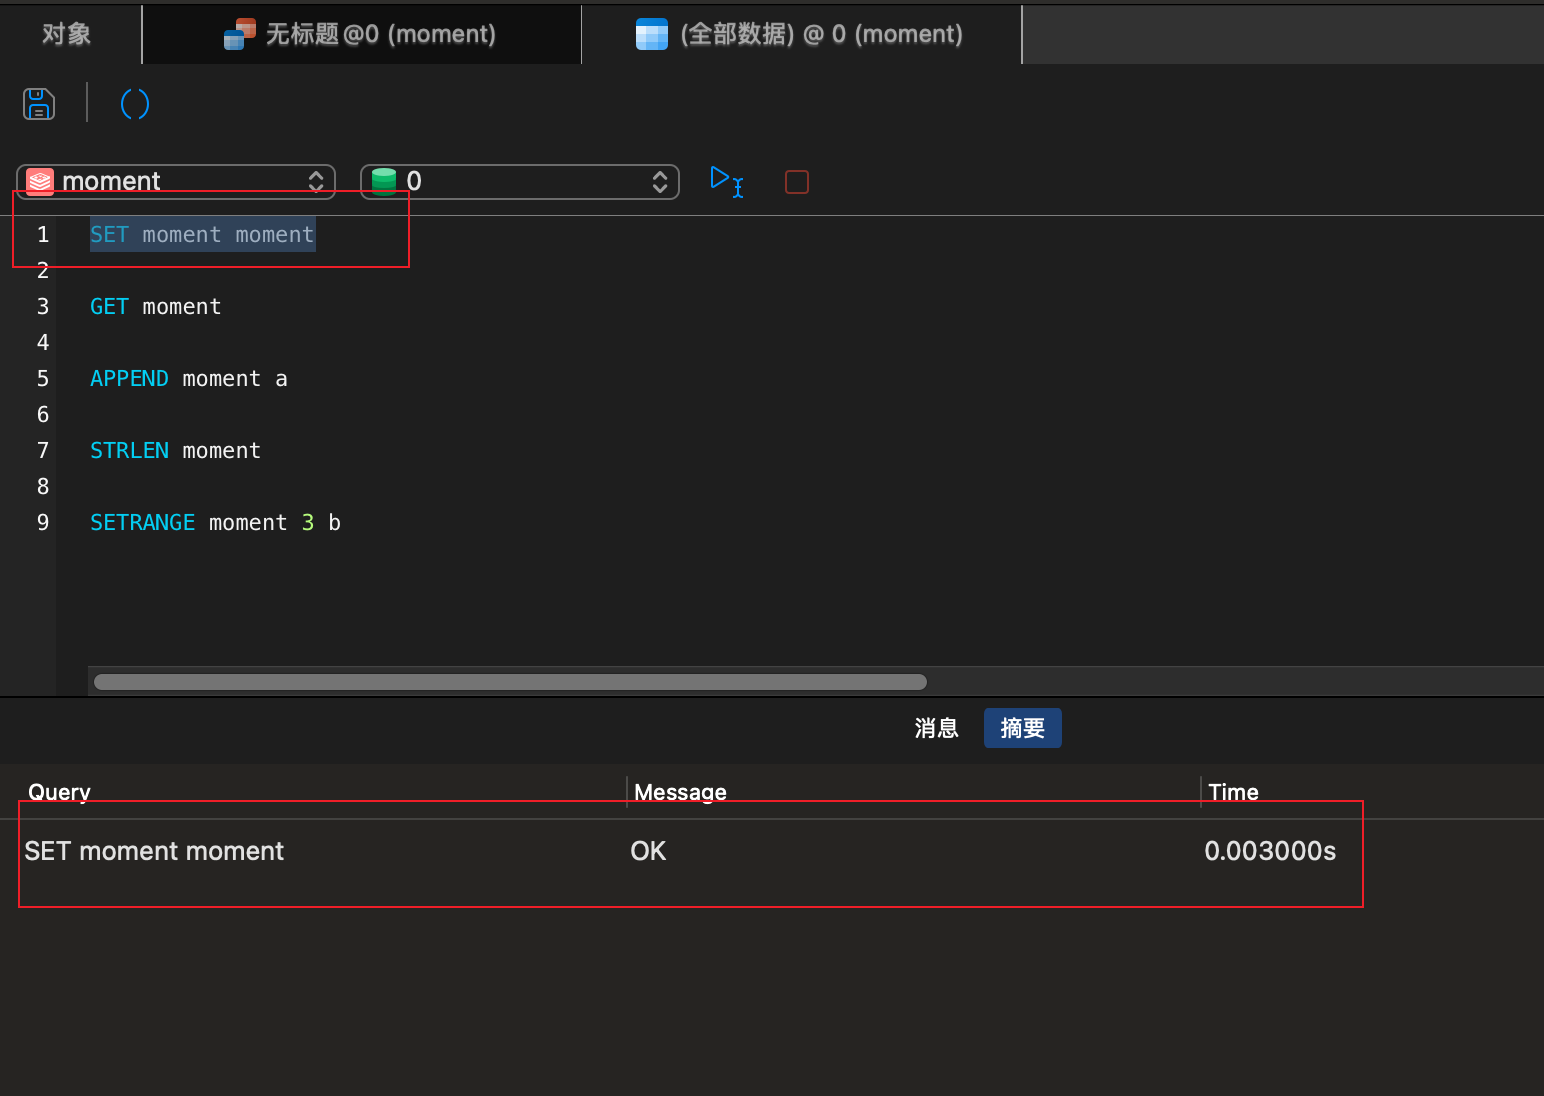 对象
无标题@0 (moment)
(全部数据) @ 0 (moment)
moment
0
1 SET moment moment
2
3 GET moment
4
5 APPEND moment a
6
7 STRLEN moment
8
9 SETRANGE moment 3 b
消息 摘要
Query Message Time
SET moment moment OK 0.003000s